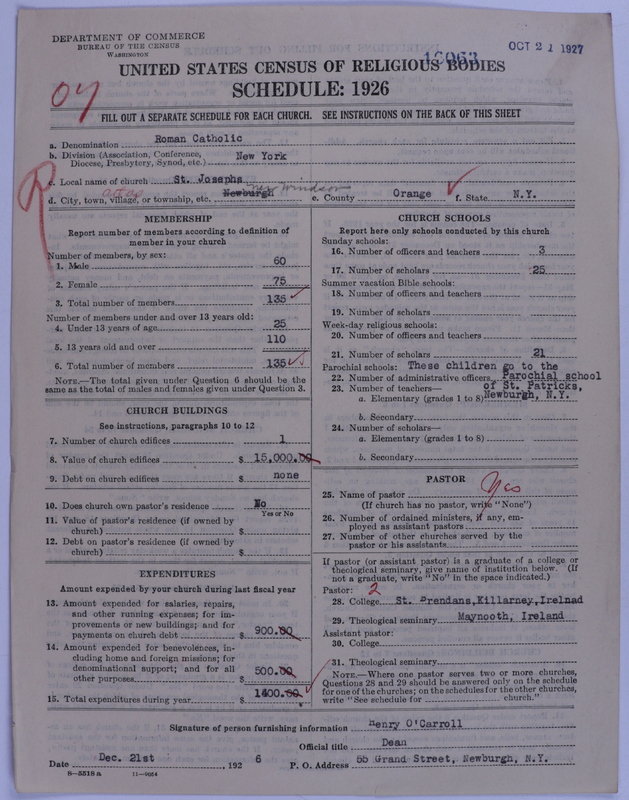 DEPARTMENT OF COMMERCE
BUREAU OF THE CENSUS
WASHINGTON
OCT 21 1927
UNITED STATES CENSUS OF RELIGIOUS BODIES
SCHEDULE: 1926
FILL OUT A SEPARATE SCHEDULE FOR EACH CHURCH. SEE INSTRUCTIONS ON THE BACK OF THIS SHEET
a. Denomination Roman Catholic
b. Division (Association, Conference, Diocese, Presbytery, Synod, etc.) New York
c. Local name of church St. Josephs
d. City, town, village, or township, etc. Newburgh New Windsor e. County Orange f. State N.Y.
MEMBERSHIP
Report number of members according to definition of
member in your church
Number of members, by sex:
1. Male 60
2. Female 75
3. Total number of members 135
Number of members under and over 13 years old:
4. Under 13 years of age 25
5. 13 years old and over 110
6. Total number of members 135
NOTE.—The total given under Question 6 should be the
same as the total of males and females given under Question 3.
CHURCH BUILDINGS
See instructions, paragraphs 10 to 12
7. Number of church edifices 1
8. Value of church edifices $ 15,000.00
9. Debt on church edifices $ none
10. Does church own pastor's residence No
Yes or No
11. Value of pastor's residence (if owned by
church) $
12. Debt on pastor's residence (if owned by
church) $
EXPENDITURES
Amount expended by your church during last fiscal year
13. Amount expended for salaries, repairs,
and other running expenses; for im-
provements or new buildings; and for
payments on church debt $ 900.00
14. Amount expended for benevolences, in-
cluding home and foreign missions; for
denominational support; and for all
other purposes $ 500.00
15. Total expenditures during year $ 1400.00
CHURCH SCHOOLS
Report here only schools conducted by this church
Sunday schools:
16. Number of officers and teachers 3
17. Number of scholars 25
Summer vacation Bible schools:
18. Number of officers and teachers
19. Number of scholars
Week-day religious schools:
20. Number of officers and teachers
21. Number of scholars 21
Parochial schools: These children go to the
22. Number of administrative officers Parochial school
23. Number of teachers— of St. Patricks,
a. Elementary (grades 1 to 8) Newburgh, N.Y.
b. Secondary
24. Number of scholars—
a. Elementary (grades 1 to 8)
b. Secondary
PASTOR
25. Name of pastor Yes
(If church has no pastor, write "None")
26. Number of ordained ministers, if any, em-
ployed as assistant pastors
27. Number of other churches served by the
pastor or his assistants
If pastor (or assistant pastor) is a graduate of a college or
theological seminary, give name of institution below. (If
not a graduate, write "No" in the space indicated.)
Pastor: 2
28. College St. Brendans,Killarney,Irelnad
29. Theological seminary Maynooth, Ireland
Assistant pastor:
30. College
31. Theological seminary
NOTE.—Where one pastor serves two or more churches,
Questions 28 and 29 should be answered only on the schedule
for one of the churches; on the schedules for the other churches,
write "See schedule for church."
Signature of person furnishing information Henry O'Carroll
Official title Dean
Date Dec. 21st, 192 6 P. O. Address 55 Grand Street, Newburgh, N.Y.
8—5518 a 11—9064